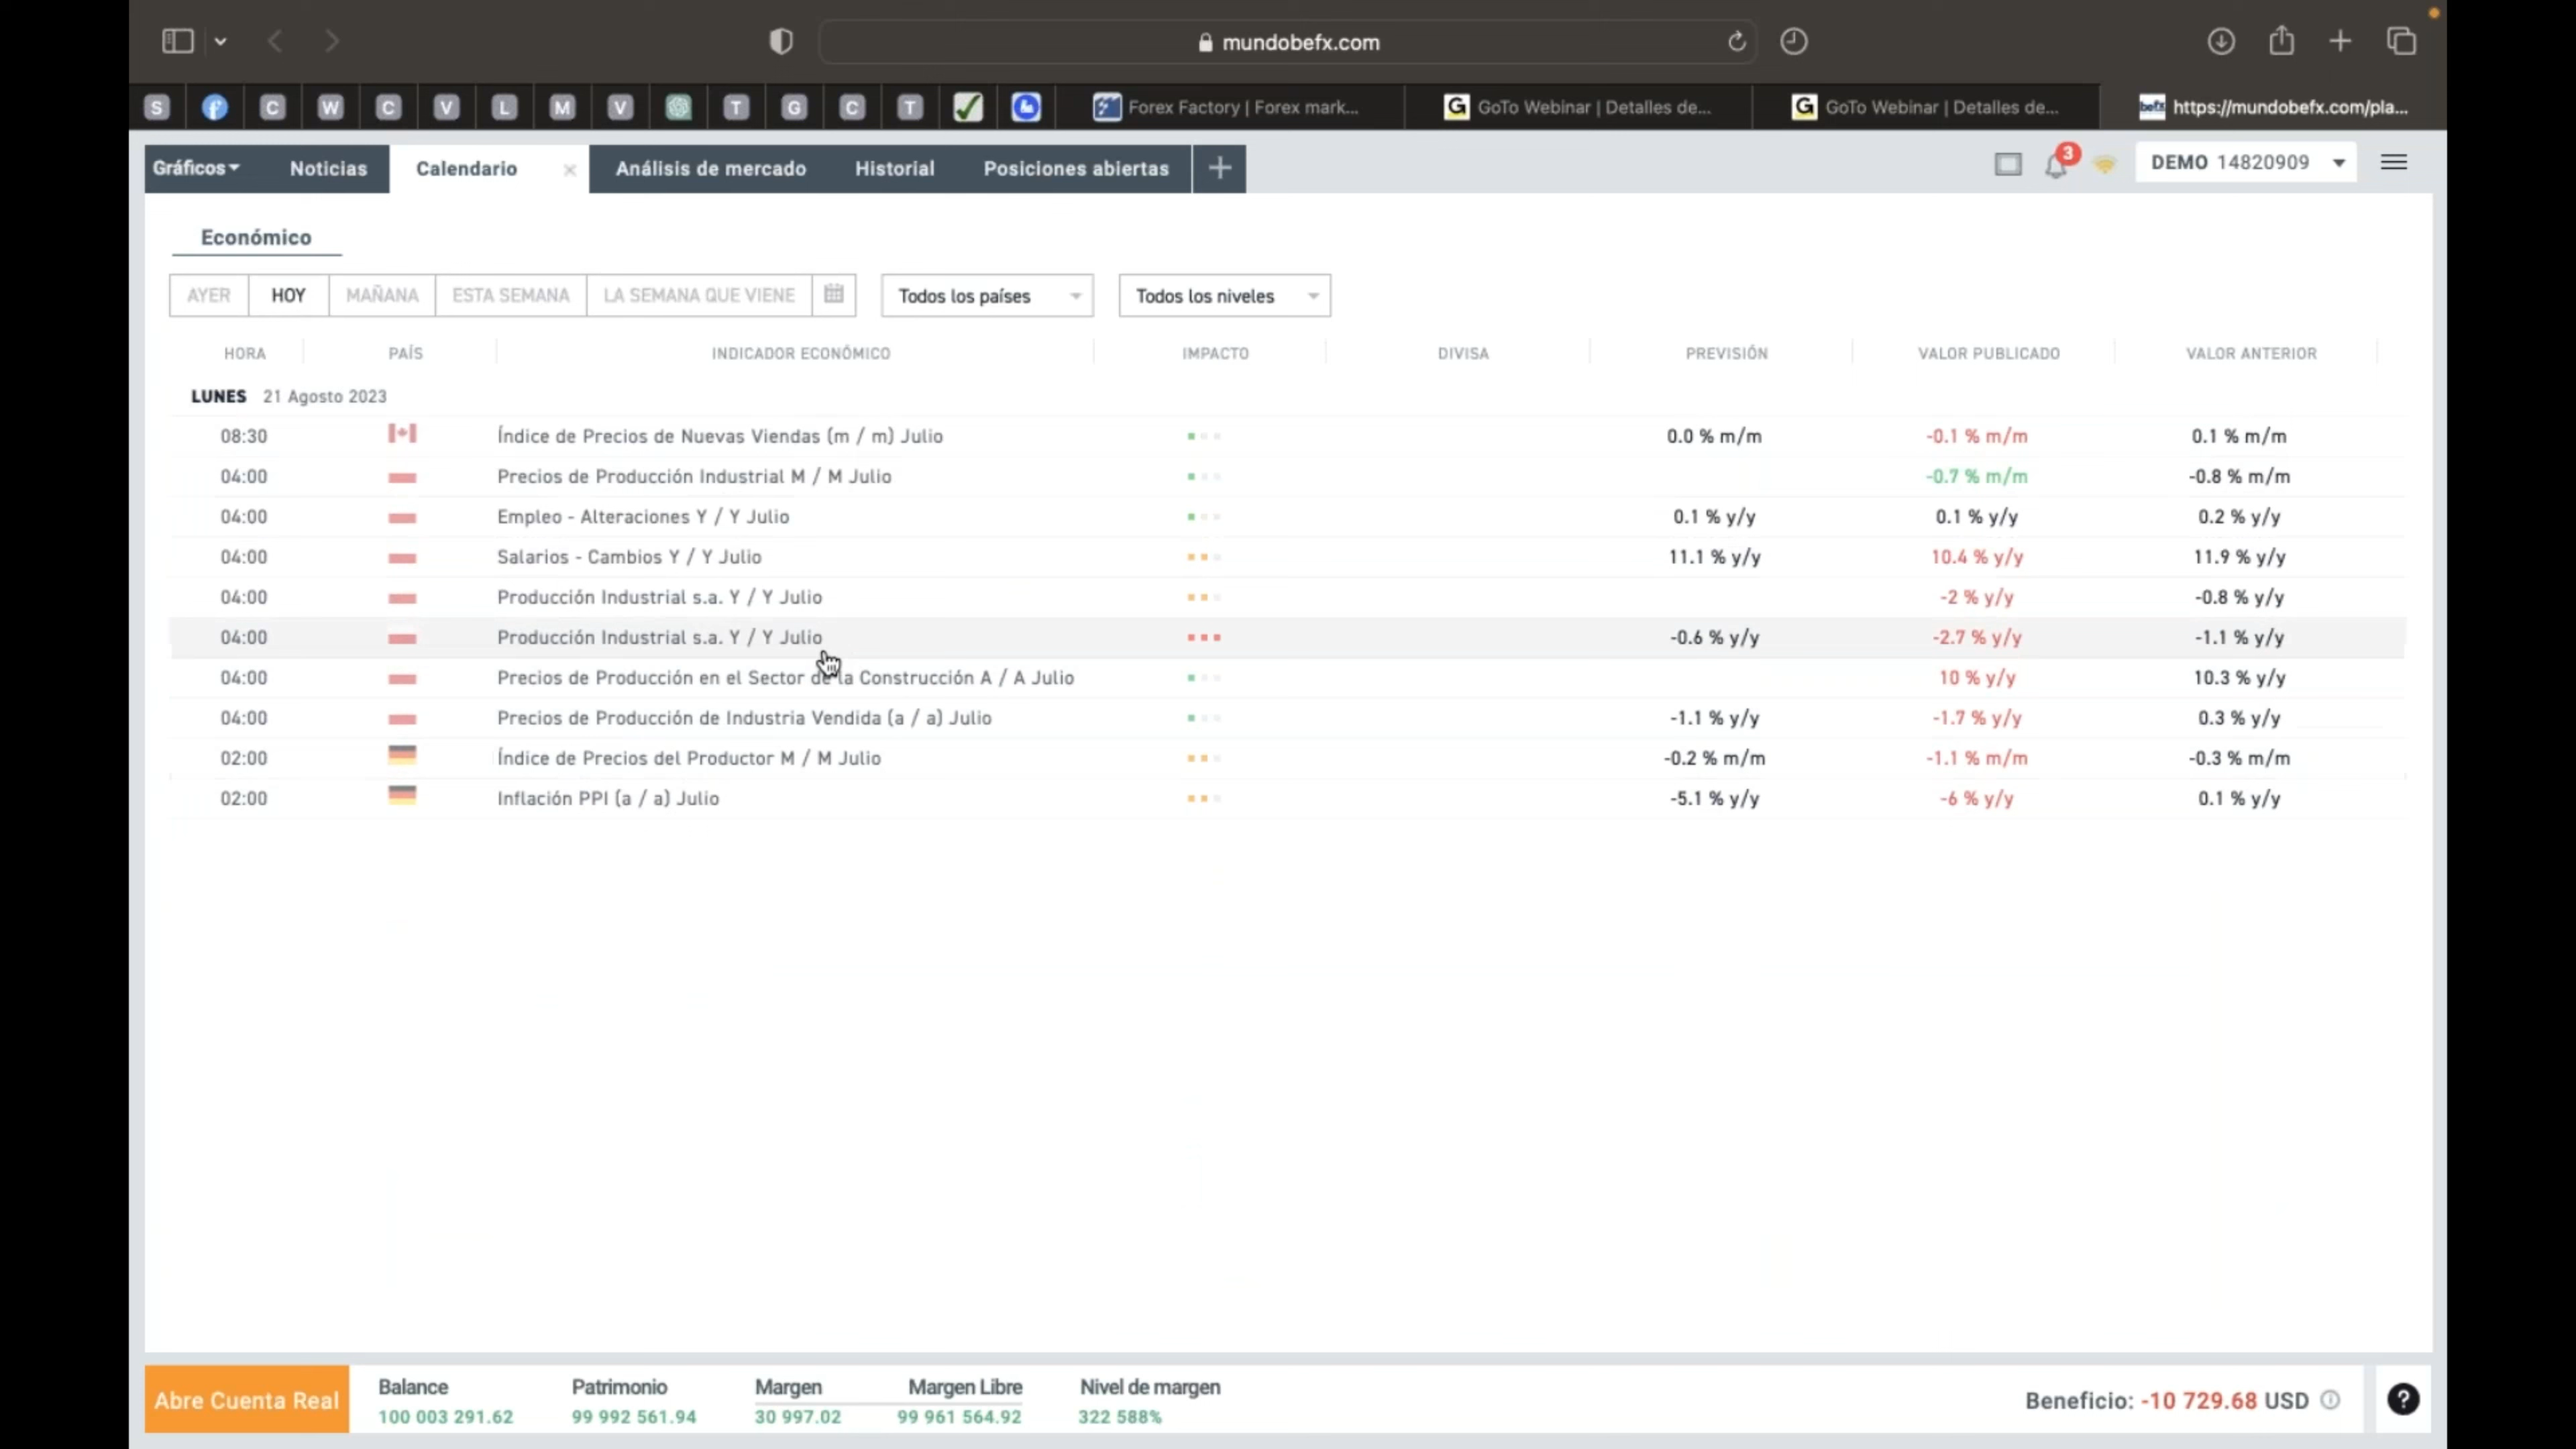 mundobefx.com
S C W C V L M V T G C T Forex Factory | Forex mark... GoTo Webinar | Detalles de... GoTo Webinar | Detalles de... befx https://mundobefx.com/pla...
Gráficos Noticias Calendario Análisis de mercado Historial Posiciones abiertas 3 DEMO 14820909
Económico
AYER HOY MAÑANA ESTA SEMANA LA SEMANA QUE VIENE Todos los países Todos los niveles
HORA PAÍS INDICADOR ECONÓMICO IMPACTO DIVISA PREVISIÓN VALOR PUBLICADO VALOR ANTERIOR
LUNES 21 Agosto 2023
08:30 Índice de Precios de Nuevas Viendas (m / m) Julio 0.0 % m/m -0.1 % m/m 0.1 % m/m
04:00 Precios de Producción Industrial M / M Julio -0.7 % m/m -0.8 % m/m
04:00 Empleo - Alteraciones Y / Y Julio 0.1 % y/y 0.1 % y/y 0.2 % y/y
04:00 Salarios - Cambios Y / Y Julio 11.1 % y/y 10.4 % y/y 11.9 % y/y
04:00 Producción Industrial s.a. Y / Y Julio -2 % y/y -0.8 % y/y
04:00 Producción Industrial s.a. Y / Y Julio -0.6 % y/y -2.7 % y/y -1.1 % y/y
04:00 Precios de Producción en el Sector de la Construcción A / A Julio 10 % y/y 10.3 % y/y
04:00 Precios de Producción de Industria Vendida (a / a) Julio -1.1 % y/y -1.7 % y/y 0.3 % y/y
02:00 Índice de Precios del Productor M / M Julio -0.2 % m/m -1.1 % m/m -0.3 % m/m
02:00 Inflación PPI (a / a) Julio -5.1 % y/y -6 % y/y 0.1 % y/y
Abre Cuenta Real
Balance Patrimonio Margen Margen Libre Nivel de margen
100 003 291.62 99 992 561.94 30 997.02 99 961 564.92 322 588%
Beneficio: -10 729.68 USD